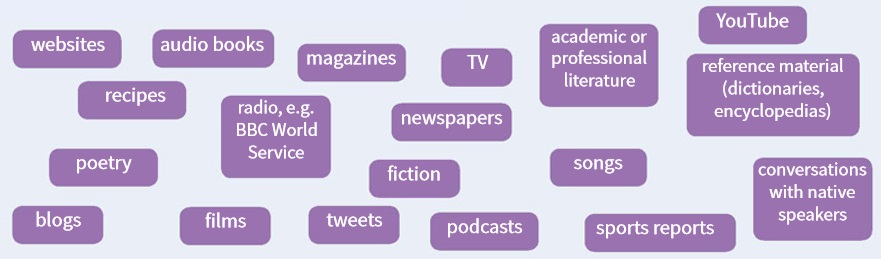 websites
audio books
magazines
TV
academic or
professional
literature
YouTube
reference material
(dictionaries,
encyclopedias)
recipes
radio, e.g.
BBC World
Service
newspapers
poetry
fiction
songs
conversations
with native
speakers
blogs
films
tweets
podcasts
sports reports